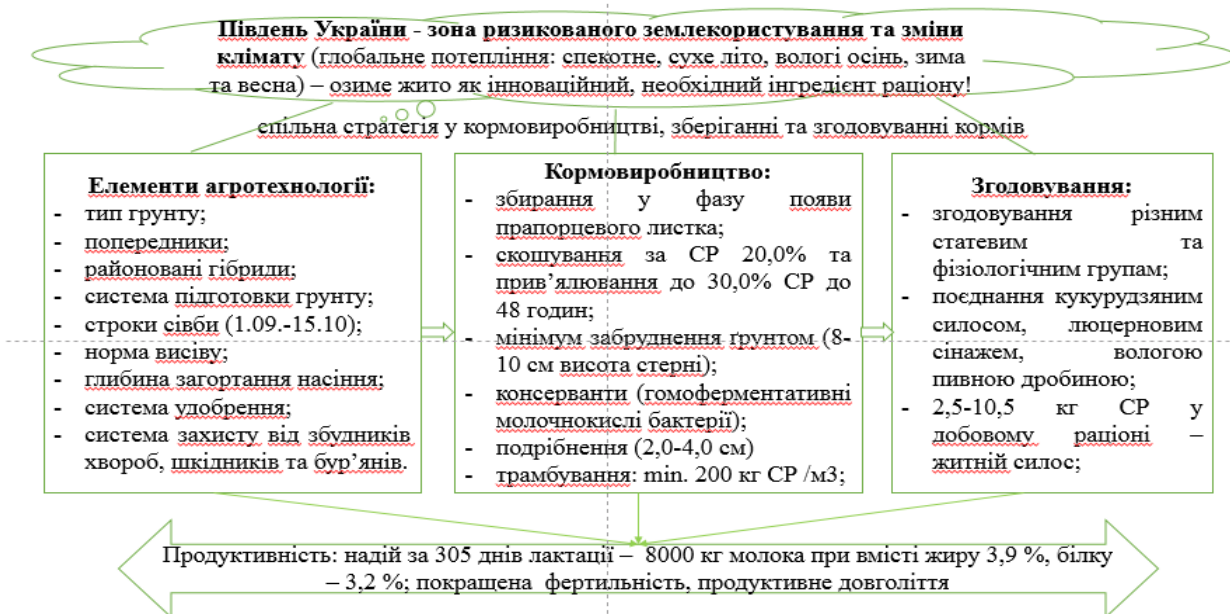 Південь України - зона ризикованого землекористування та зміни
клімату (глобальне потепління: спекотне, сухе літо, вологі осінь, зима
та весна) – озиме жито як інноваційний, необхідний інгредієнт раціону!
спільна стратегія у кормовиробництві, зберіганні та згодовуванні кормів
Елементи агротехнології:
- тип грунту;
- попередники;
- районовані гібриди;
- система підготовки грунту;
- строки сівби (1.09.-15.10);
- норма висіву;
- глибина загортання насіння;
- система удобрення;
- система захисту від збудників
хвороб, шкідників та бур’янів.
Кормовиробництво:
- збирання у фазу появи
прапорцевого листка;
- скошування за СР 20,0% та
прив’ялювання до 30,0% СР до
48 годин;
- мінімум забруднення ґрунтом (8-
10 см висота стерні);
- консерванти (гомоферментативні
молочнокислі бактерії);
- подрібнення (2,0-4,0 см)
- трамбування: min. 200 кг СР /м3;
Згодовування:
- згодовування різним
статевим та
фізіологічним групам;
- поєднання кукурудзяним
силосом, люцерновим
сінажем, вологою
пивною дробиною;
- 2,5-10,5 кг СР у
добовому раціоні –
житній силос;
Продуктивність: надій за 305 днів лактації – 8000 кг молока при вмісті жиру 3,9 %, білку
– 3,2 %; покращена фертильність, продуктивне довголіття